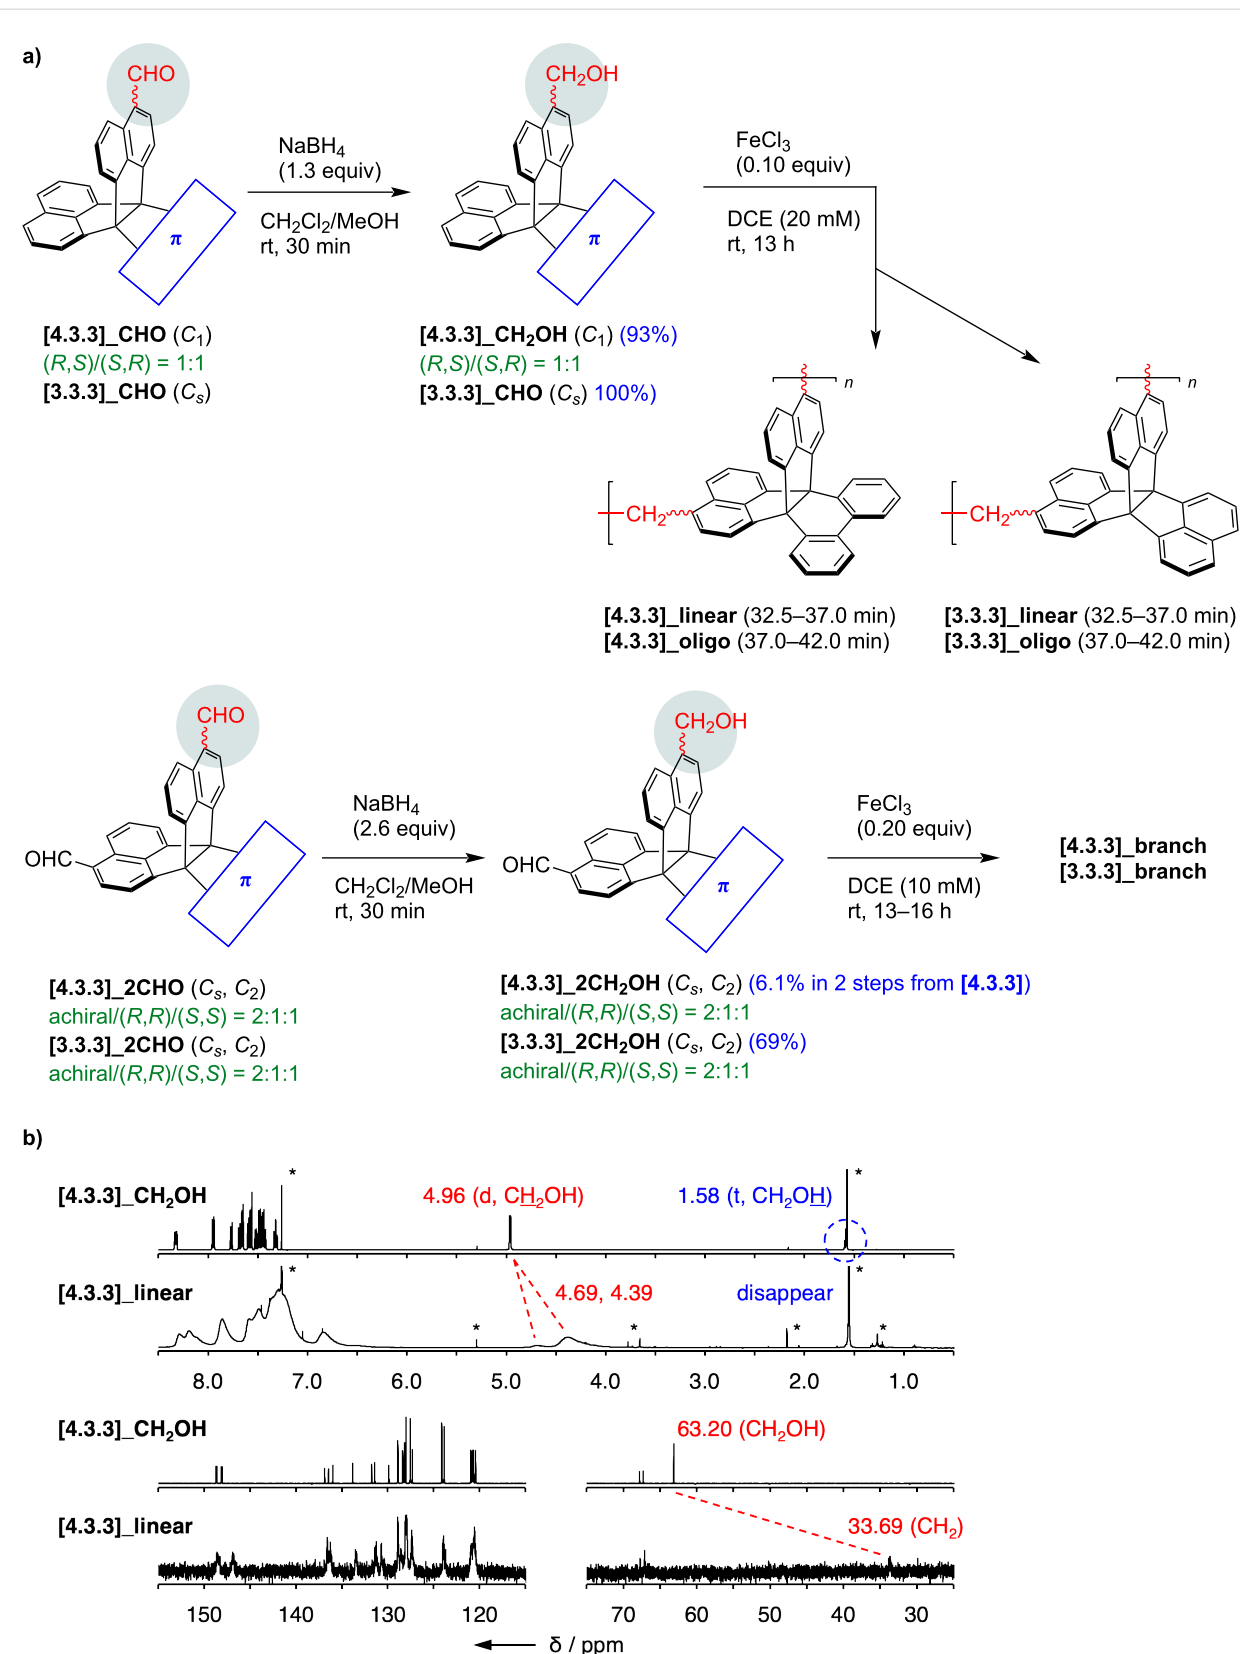 a)
CHO
CH2OH
NaBH4
(1.3 equiv)
CH2Cl2/MeOH
rt, 30 min
FeCl3
(0.10 equiv)
DCE (20 mM)
rt, 13 h
π
π
[4.3.3]_CHO (C1)
(R,S)/(S,R) = 1:1
[3.3.3]_CHO (Cs)
[4.3.3]_CH2OH (C1) (93%)
(R,S)/(S,R) = 1:1
[3.3.3]_CHO (Cs) 100%)
n
n
CH2
CH2
[4.3.3]_linear (32.5–37.0 min)
[4.3.3]_oligo (37.0–42.0 min)
[3.3.3]_linear (32.5–37.0 min)
[3.3.3]_oligo (37.0–42.0 min)
CHO
CH2OH
OHC
OHC
π
π
NaBH4
(2.6 equiv)
CH2Cl2/MeOH
rt, 30 min
FeCl3
(0.20 equiv)
DCE (10 mM)
rt, 13–16 h
[4.3.3]_branch
[3.3.3]_branch
[4.3.3]_2CHO (Cs, C2)
achiral/(R,R)/(S,S) = 2:1:1
[3.3.3]_2CHO (Cs, C2)
achiral/(R,R)/(S,S) = 2:1:1
[4.3.3]_2CH2OH (Cs, C2) (6.1% in 2 steps from [4.3.3])
achiral/(R,R)/(S,S) = 2:1:1
[3.3.3]_2CH2OH (Cs, C2) (69%)
achiral/(R,R)/(S,S) = 2:1:1
b)
[4.3.3]_CH2OH * 4.96 (d, CH2OH) 1.58 (t, CH2OH) *
[4.3.3]_linear * 4.69, 4.39 disappear *
* * * *
8.0 7.0 6.0 5.0 4.0 3.0 2.0 1.0
[4.3.3]_CH2OH 63.20 (CH2OH)
[4.3.3]_linear 33.69 (CH2)
150 140 130 120 70 60 50 40 30
δ / ppm